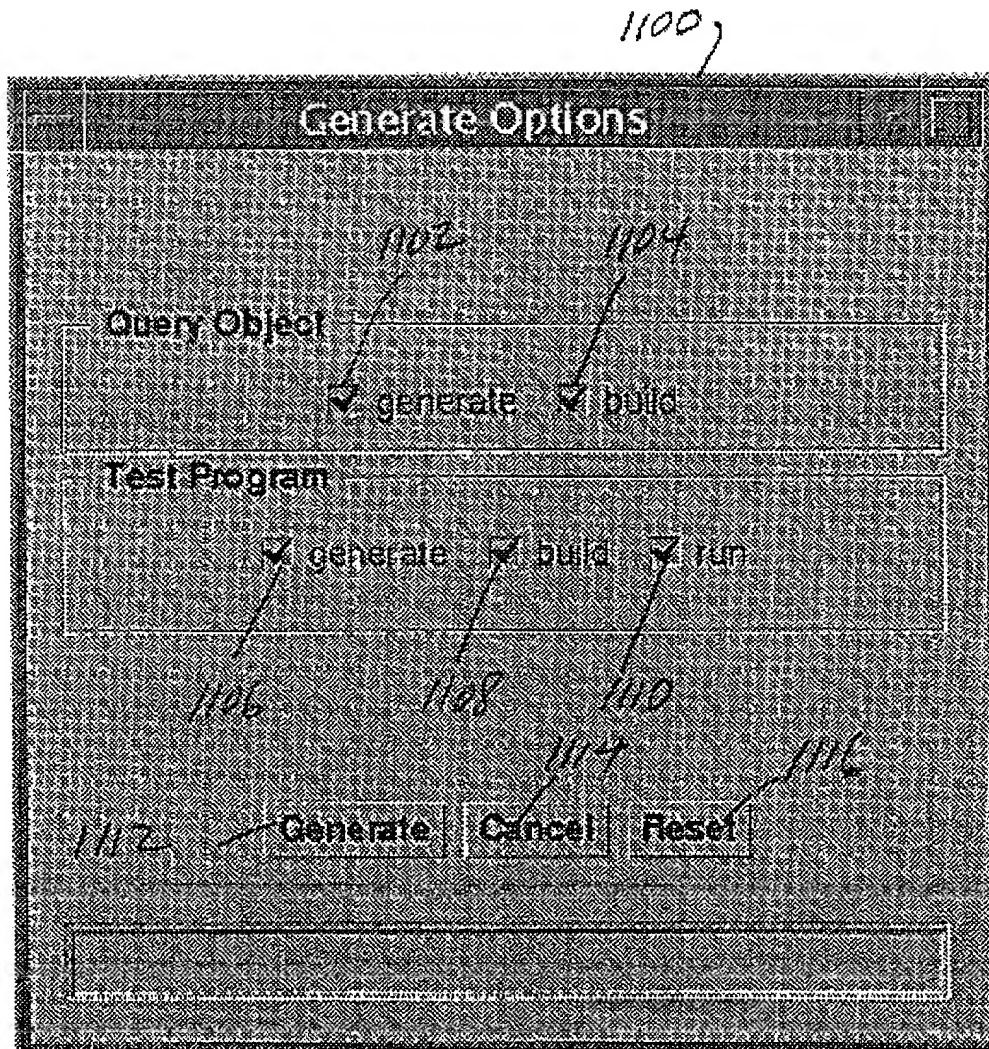 1100
Generate Options
1102 1104
Query Object
generate build
Test Program
generate build run
1106 1108 1110
1114 1116
1112 Generate Cancel Reset